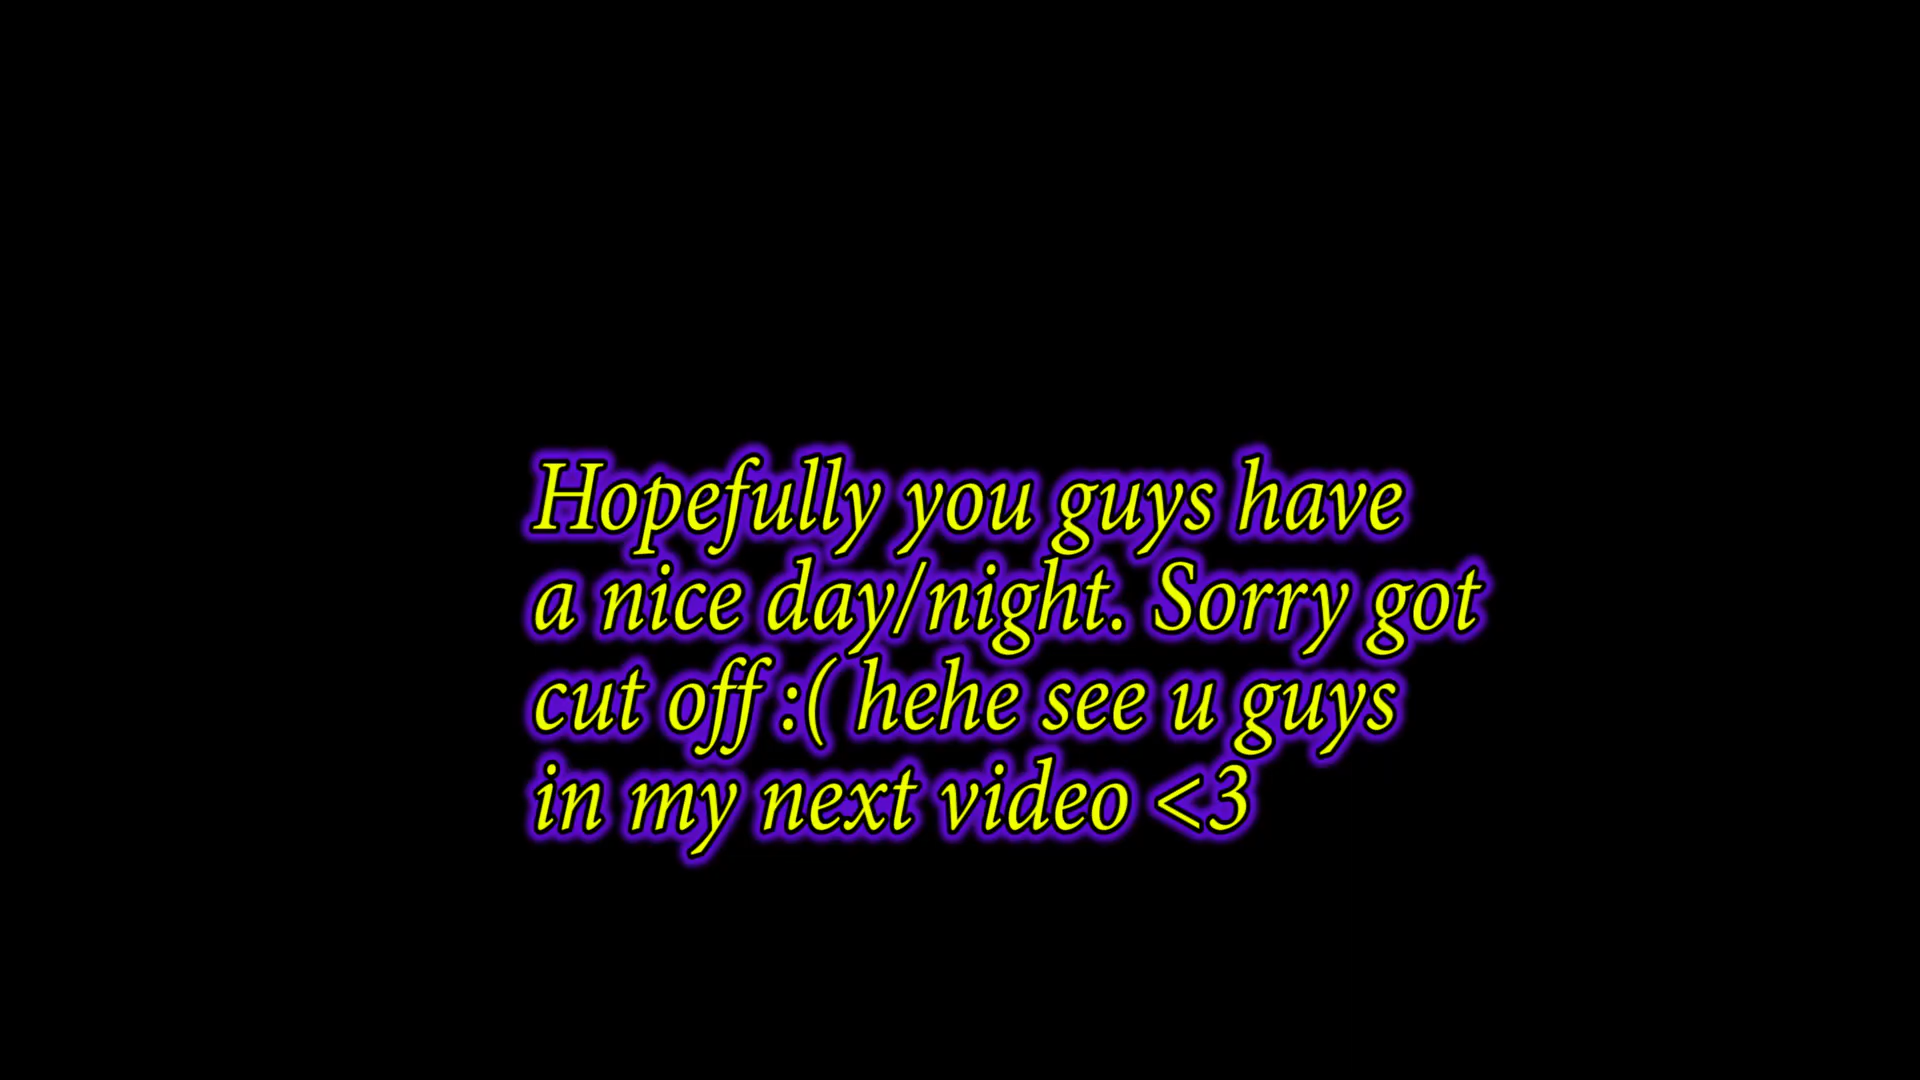 Hopefully you guys have
a nice day/night. Sorry got
cut off :( hehe see u guys
in my next video <3